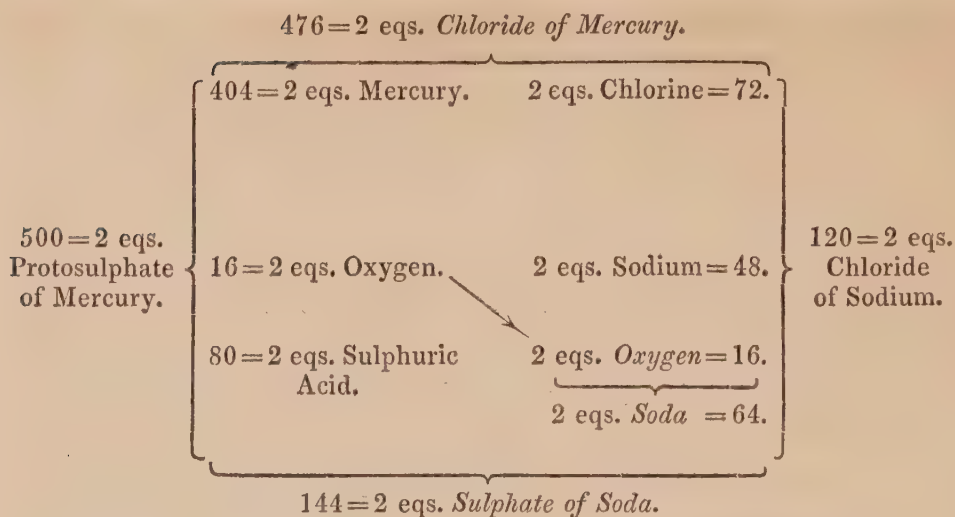 476=2 eqs. Chloride of Mercury.
404=2 eqs. Mercury. 2 eqs. Chlorine=72.
500=2 eqs.
Protosulphate
of Mercury.
16=2 eqs. Oxygen. 2 eqs. Sodium=48.
120=2 eqs.
Chloride
of Sodium.
80=2 eqs. Sulphuric
Acid.
2 eqs. Oxygen=16.
2 eqs. Soda =64.
144=2 eqs. Sulphate of Soda.